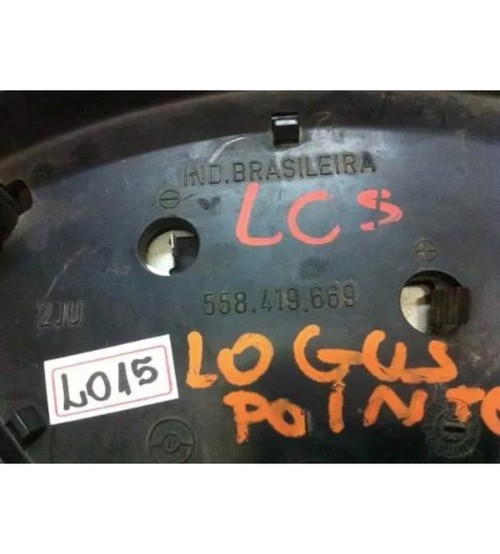 IND.BRASILEIRA
LCS
558.419.669
2JU
L015
LOGUS
POINTO